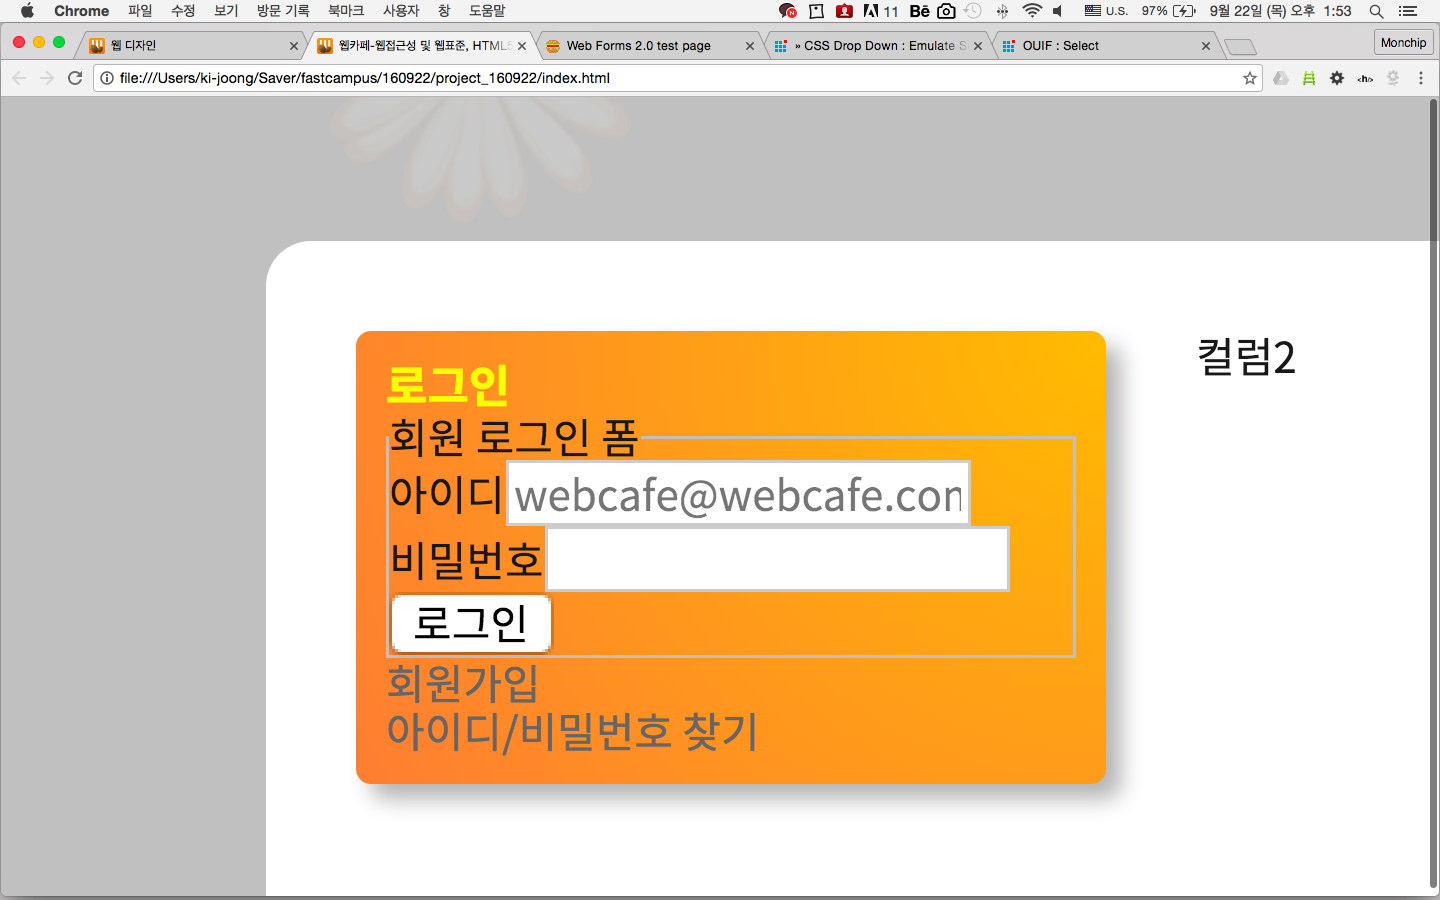 Chrome 파일 수정 보기 방문 기록 북마크 사용자 창 도움말 11 Bē U.S. 97% 9월 22일 (목) 오후 1:53
웹 디자인 웹카페-웹접근성 및 웹표준, HTML5 Web Forms 2.0 test page » CSS Drop Down : Emulate S OUIF : Select Monchip
file:///Users/ki-joong/Saver/fastcampus/160922/project_160922/index.html <h/>
컬럼2
로그인
회원 로그인 폼
아이디 webcafe@webcafe.com
비밀번호
로그인
회원가입
아이디/비밀번호 찾기